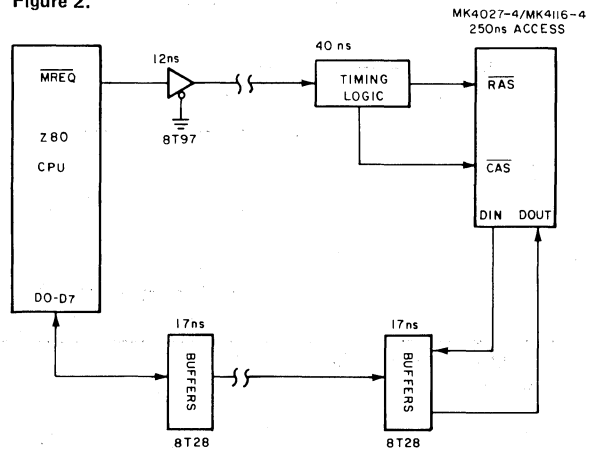 Figure 2.
MK4027-4/MK4116-4
250ns ACCESS
12ns
40 ns
MREQ
TIMING
LOGIC
RAS
8T97
Z80
CPU
CAS
DIN DOUT
DO-D7
17ns
17ns
BUFFERS
BUFFERS
8T28
8T28